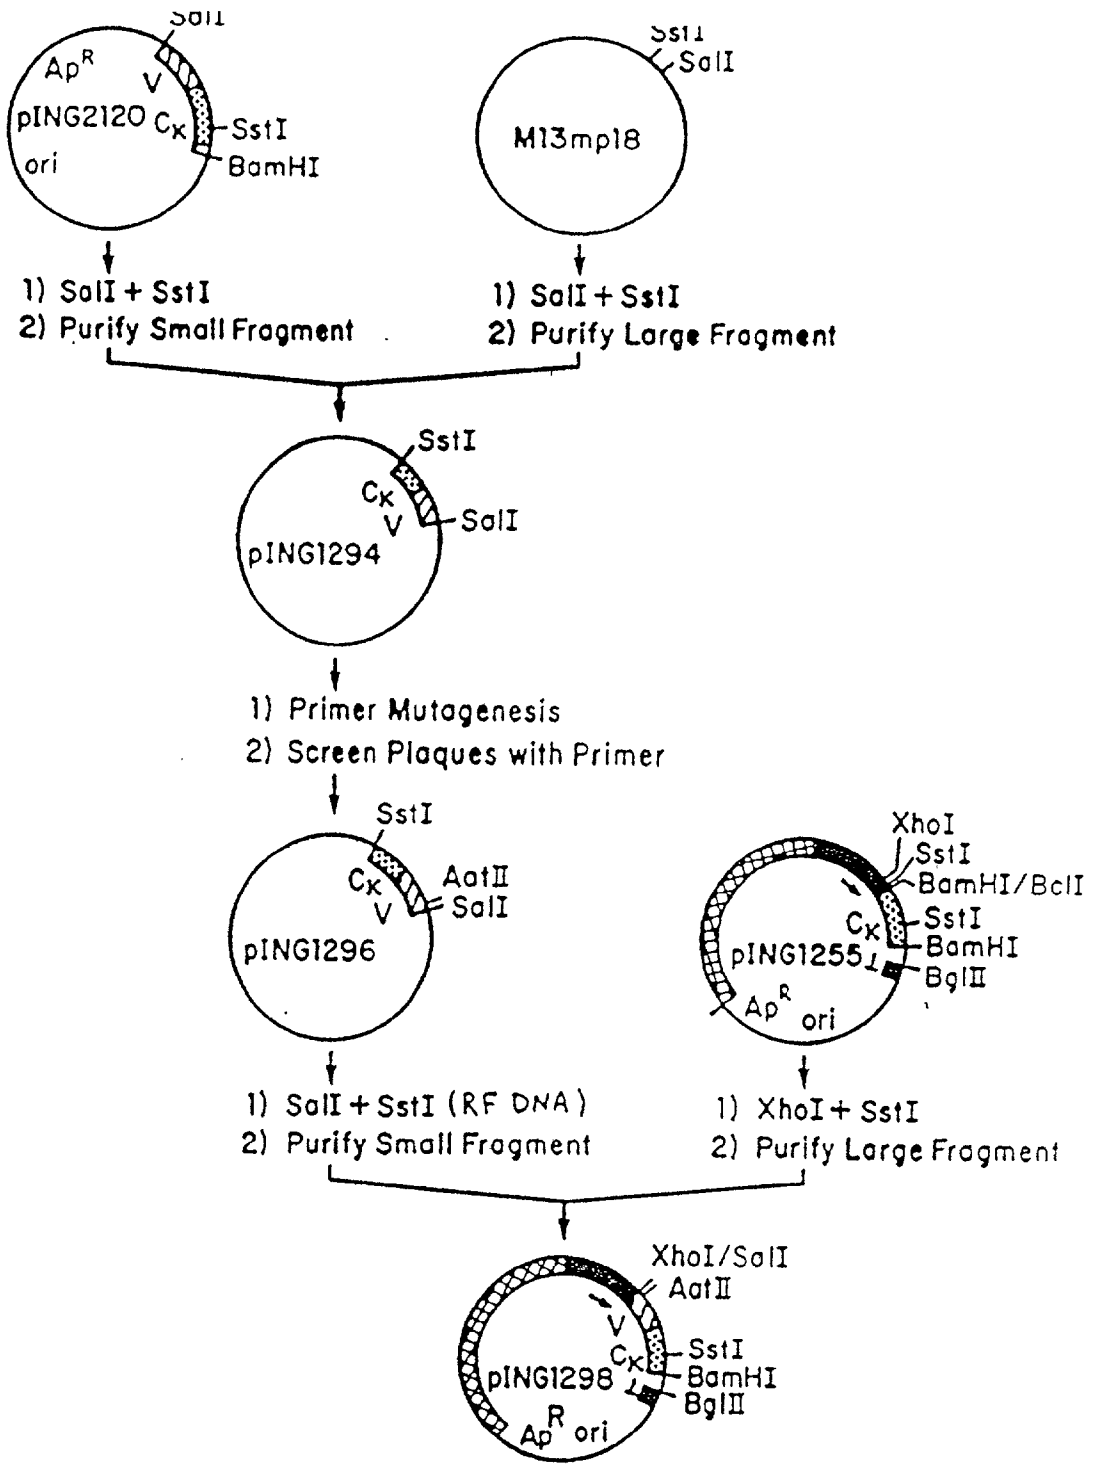 SalI
Ap^R
V
pING2120
Cκ
SstI
ori
BamHI
SstI
SalI
M13mp18
1) SalI + SstI
2) Purify Small Fragment
1) SalI + SstI
2) Purify Large Fragment
SstI
Cκ
V
SalI
pING1294
1) Primer Mutagenesis
2) Screen Plaques with Primer
SstI
Cκ
AatII
V
SalI
pING1296
XhoI
SstI
BamHI/BclI
Cκ
SstI
pING1255
BamHI
BglII
Ap^R
ori
1) SalI + SstI (RF DNA)
2) Purify Small Fragment
1) XhoI + SstI
2) Purify Large Fragment
XhoI/SalI
AatII
V
Cκ
SstI
pING1298
BamHI
BglII
Ap^R ori